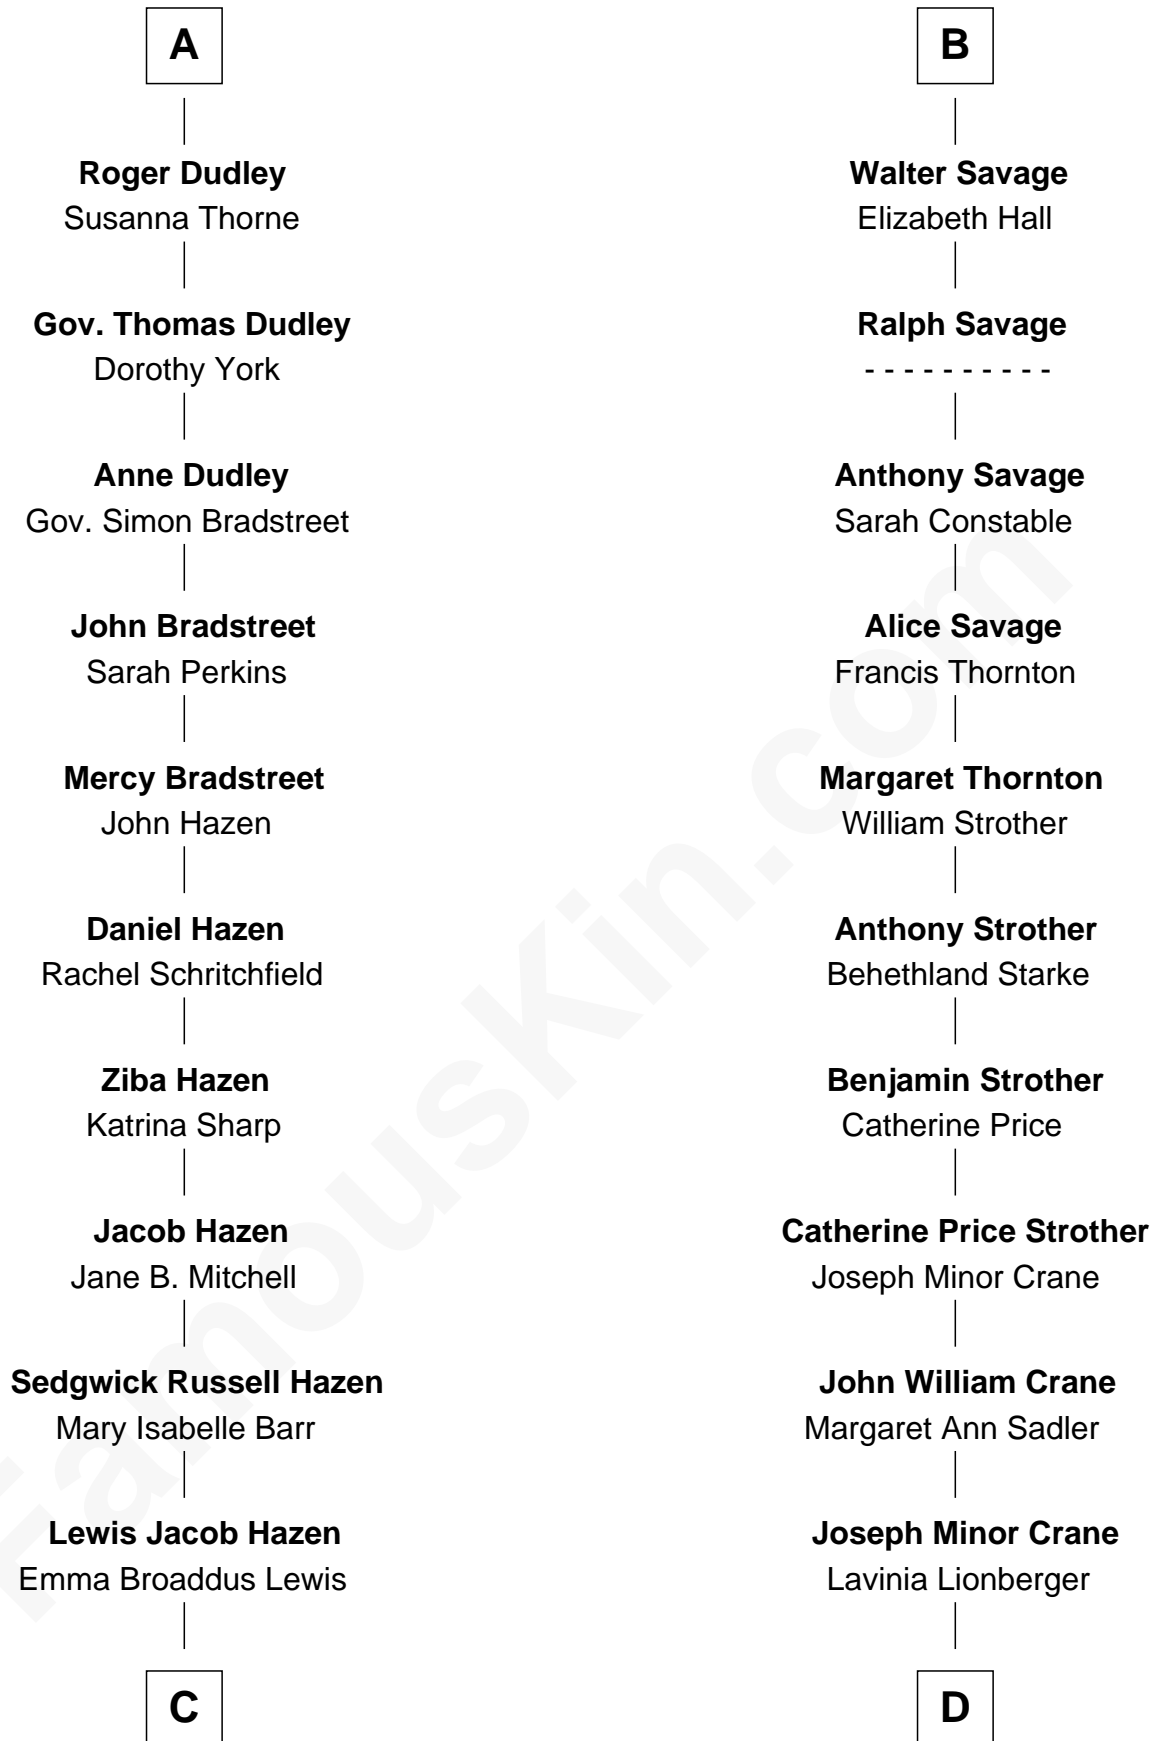 A
Roger Dudley
Susanna Thorne
Gov. Thomas Dudley
Dorothy York
Anne Dudley
Gov. Simon Bradstreet
John Bradstreet
Sarah Perkins
Mercy Bradstreet
John Hazen
Daniel Hazen
Rachel Schritchfield
Ziba Hazen
Katrina Sharp
Jacob Hazen
Jane B. Mitchell
Sedgwick Russell Hazen
Mary Isabelle Barr
Lewis Jacob Hazen
Emma Broaddus Lewis
C
B
Walter Savage
Elizabeth Hall
Ralph Savage
- - - - - - - - - -
Anthony Savage
Sarah Constable
Alice Savage
Francis Thornton
Margaret Thornton
William Strother
Anthony Strother
Behethland Starke
Benjamin Strother
Catherine Price
Catherine Price Strother
Joseph Minor Crane
John William Crane
Margaret Ann Sadler
Joseph Minor Crane
Lavinia Lionberger
D
FamousKin.com